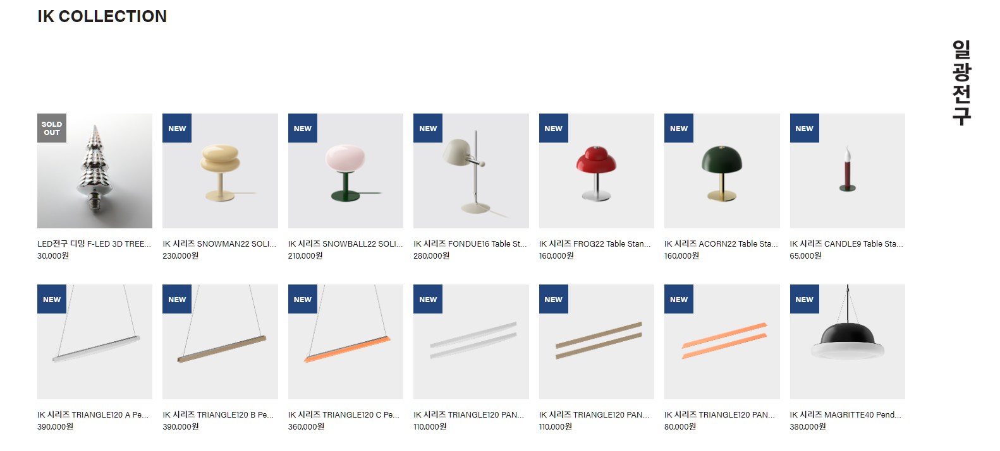 IK COLLECTION
일광전구
SOLD
OUT
NEW
NEW
NEW
NEW
NEW
NEW
LED전구 디밍 F-LED 3D TREE...
IK 시리즈 SNOWMAN22 SOLI...
IK 시리즈 SNOWBALL22 SOLI...
IK 시리즈 FONDUE16 Table St...
IK 시리즈 FROG22 Table Stan...
IK 시리즈 ACORN22 Table Sta...
IK 시리즈 CANDLE9 Table Sta...
30,000원
230,000원
210,000원
280,000원
160,000원
160,000원
65,000원
NEW
NEW
NEW
NEW
NEW
NEW
NEW
IK 시리즈 TRIANGLE120 A Pe...
IK 시리즈 TRIANGLE120 B Pe...
IK 시리즈 TRIANGLE120 C Pe...
IK 시리즈 TRIANGLE120 PAN...
IK 시리즈 TRIANGLE120 PAN...
IK 시리즈 TRIANGLE120 PAN...
IK 시리즈 MAGRITTE40 Pend...
390,000원
390,000원
360,000원
110,000원
110,000원
80,000원
380,000원